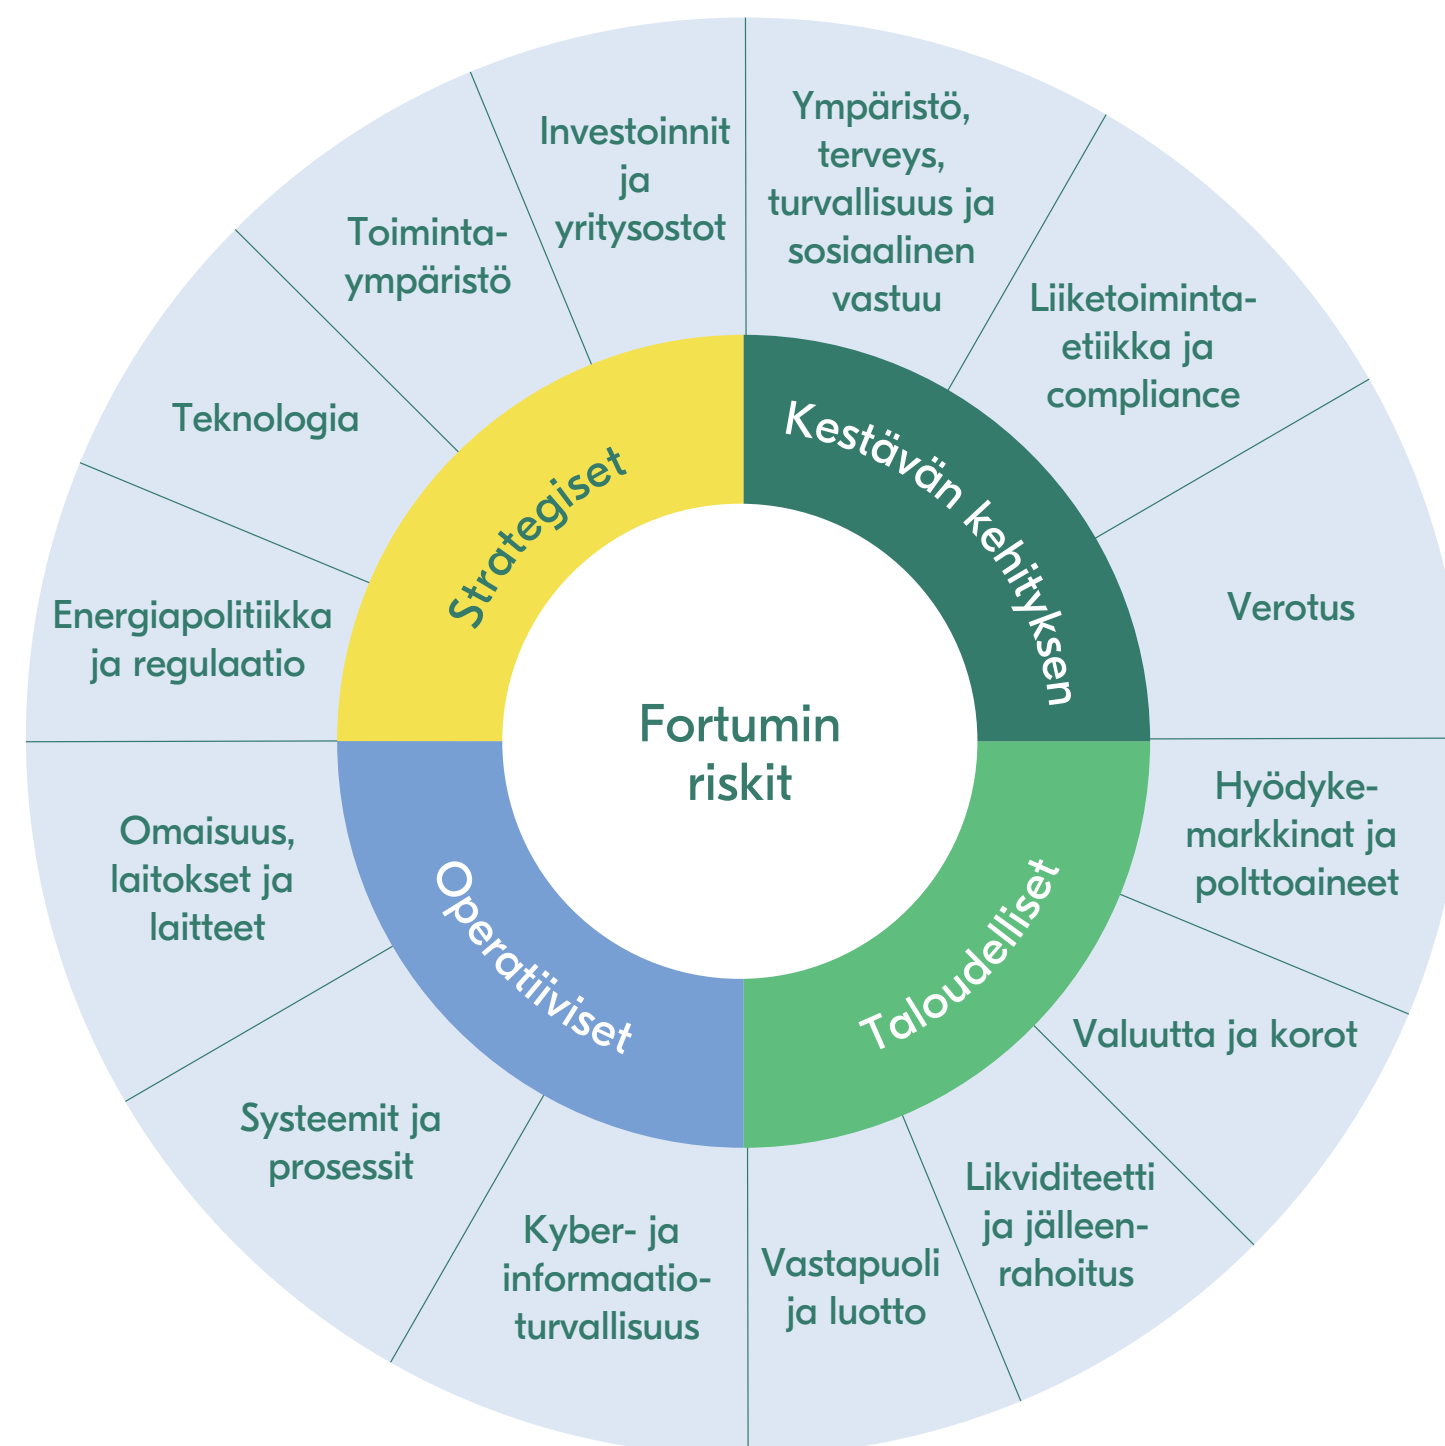 Fortumin
riskit
Strategiset
Energiapolitiikka
ja regulaatio
Teknologia
Toiminta-
ympäristö
Investoinnit
ja
yritysostot
Kestävän kehityksen
Ympäristö,
terveys,
turvallisuus ja
sosiaalinen
vastuu
Liiketoiminta-
etiikka ja
compliance
Verotus
Taloudelliset
Hyödyke-
markkinat ja
polttoaineet
Valuutta ja korot
Likviditeetti
ja jälleen-
rahoitus
Vastapuoli
ja luotto
Operatiiviset
Kyber- ja
informaatio-
turvallisuus
Systeemit ja
prosessit
Omaisuus,
laitokset ja
laitteet